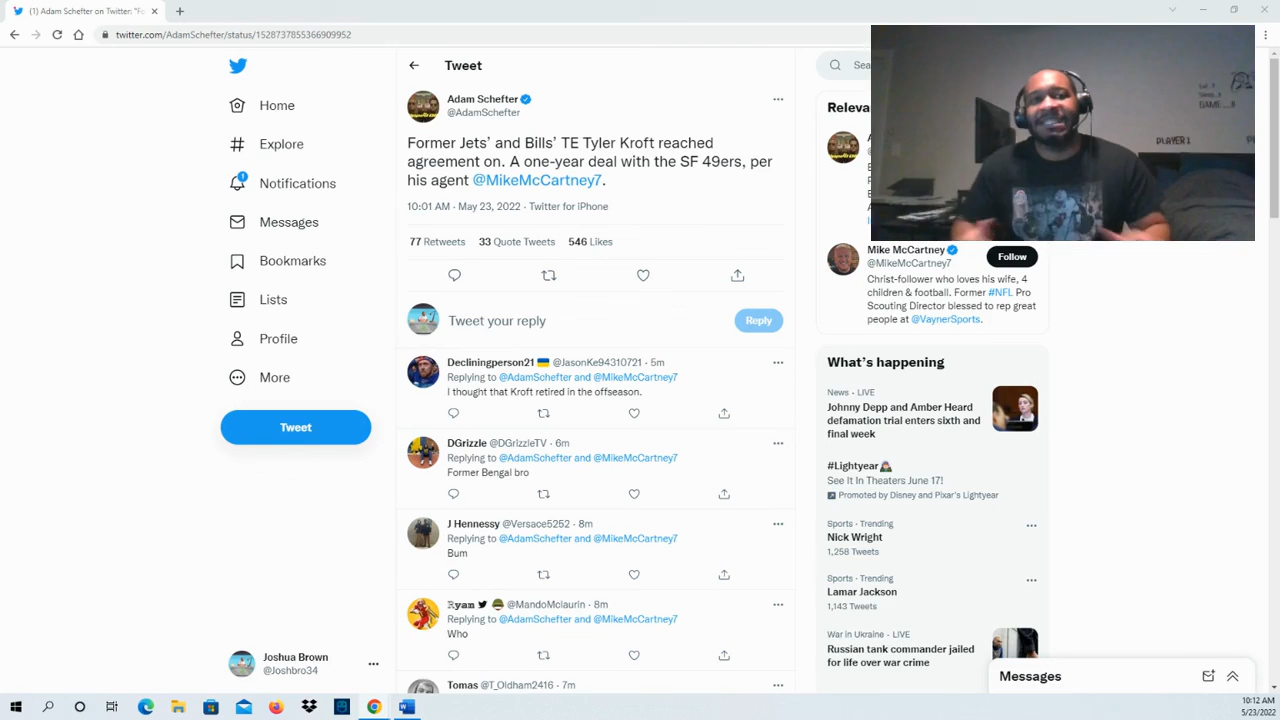 (1) Adam Schefter on Twitter: "Fo
twitter.com/AdamSchefter/status/1528737855366909952
Home
Explore
1
Notifications
Messages
Bookmarks
Lists
Profile
More
Tweet
Joshua Brown
@Joshbro34
Tweet
Adam Schefter
@AdamSchefter
Former Jets’ and Bills’ TE Tyler Kroft reached
agreement on. A one-year deal with the SF 49ers, per
his agent @MikeMcCartney7.
10:01 AM · May 23, 2022 · Twitter for iPhone
77 Retweets 33 Quote Tweets 546 Likes
Tweet your reply
Reply
Decliningperson21 @JasonKe94310721 · 5m
Replying to @AdamSchefter and @MikeMcCartney7
I thought that Kroft retired in the offseason.
DGrizzle @DGrizzleTV · 6m
Replying to @AdamSchefter and @MikeMcCartney7
Former Bengal bro
J Hennessy @Versace5252 · 8m
Replying to @AdamSchefter and @MikeMcCartney7
Bum
Ryam @MandoMclaurin · 8m
Replying to @AdamSchefter and @MikeMcCartney7
Who
Tomas @T_Oldham2416 · 7m
Sea
Releva
PLAYER 1
Mike McCartney
@MikeMcCartney7
Follow
Christ-follower who loves his wife, 4
children & football. Former #NFL Pro
Scouting Director blessed to rep great
people at @VaynerSports.
What’s happening
News · LIVE
Johnny Depp and Amber Heard
defamation trial enters sixth and
final week
#Lightyear
See It In Theaters June 17!
Promoted by Disney and Pixar's Lightyear
Sports · Trending
Nick Wright
1,258 Tweets
Sports · Trending
Lamar Jackson
1,143 Tweets
War in Ukraine · LIVE
Russian tank commander jailed
for life over war crime
Messages
10:12 AM
5/23/2022